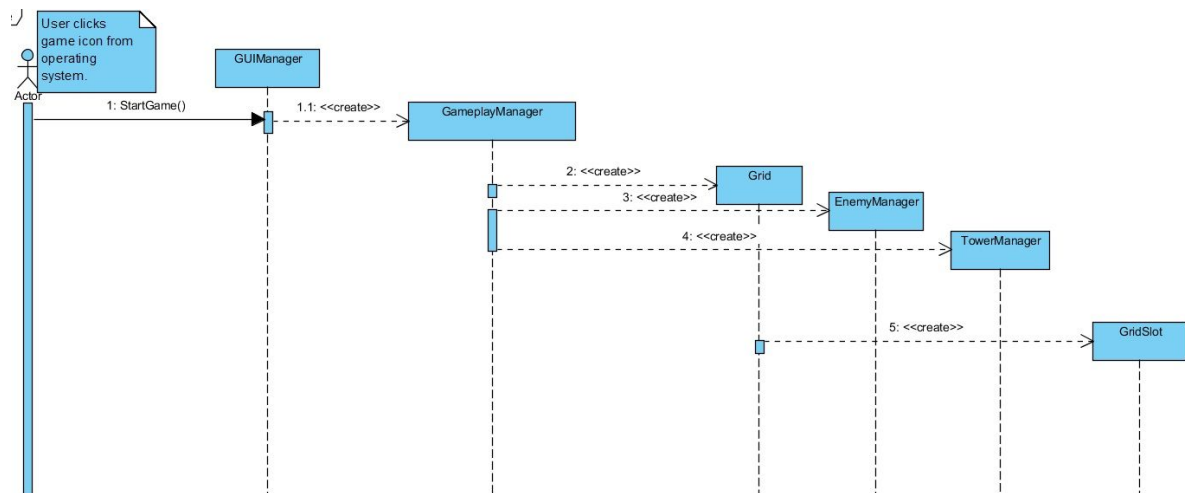 User clicks
game icon from
operating
system.
Actor
GUIManager
1: StartGame()
1.1: <<create>>
GameplayManager
2: <<create>>
Grid
3: <<create>>
EnemyManager
4: <<create>>
TowerManager
5: <<create>>
GridSlot